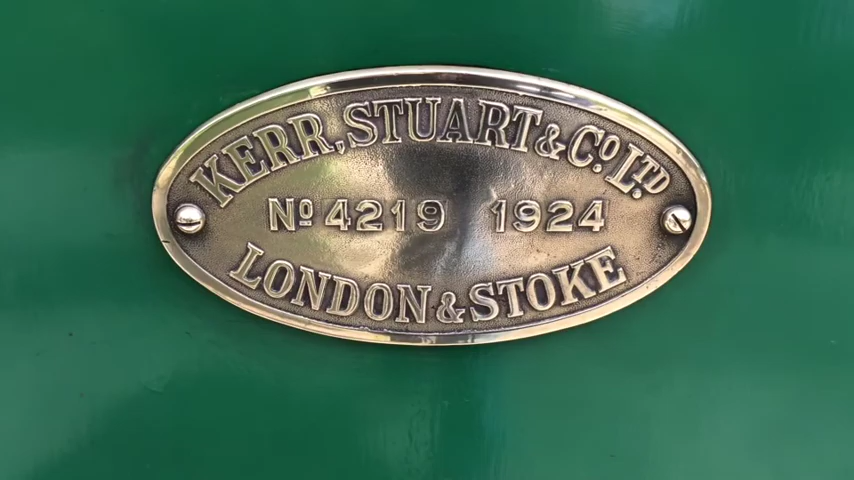 KERR, STUART & Co LTD.
No 4219 1924
LONDON & STOKE